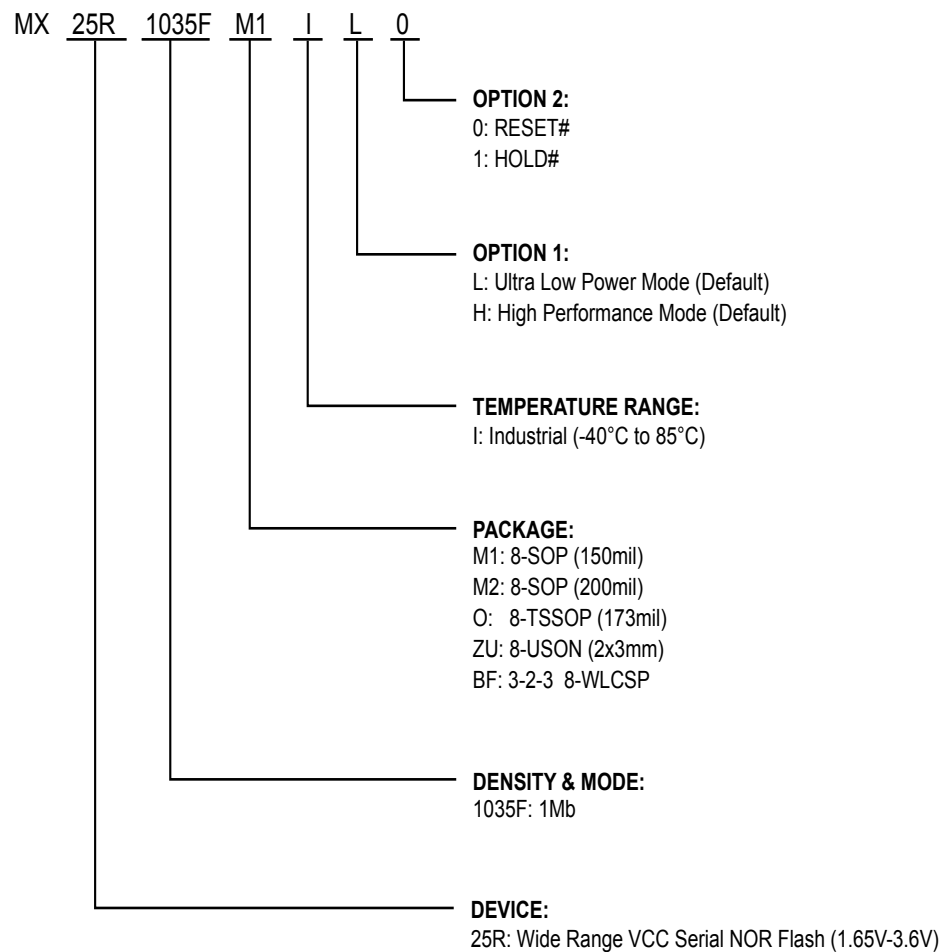 MX 25R 1035F M1 I L 0
OPTION 2:
0: RESET#
1: HOLD#
OPTION 1:
L: Ultra Low Power Mode (Default)
H: High Performance Mode (Default)
TEMPERATURE RANGE:
I: Industrial (-40°C to 85°C)
PACKAGE:
M1: 8-SOP (150mil)
M2: 8-SOP (200mil)
O: 8-TSSOP (173mil)
ZU: 8-USON (2x3mm)
BF: 3-2-3 8-WLCSP
DENSITY & MODE:
1035F: 1Mb
DEVICE:
25R: Wide Range VCC Serial NOR Flash (1.65V-3.6V)